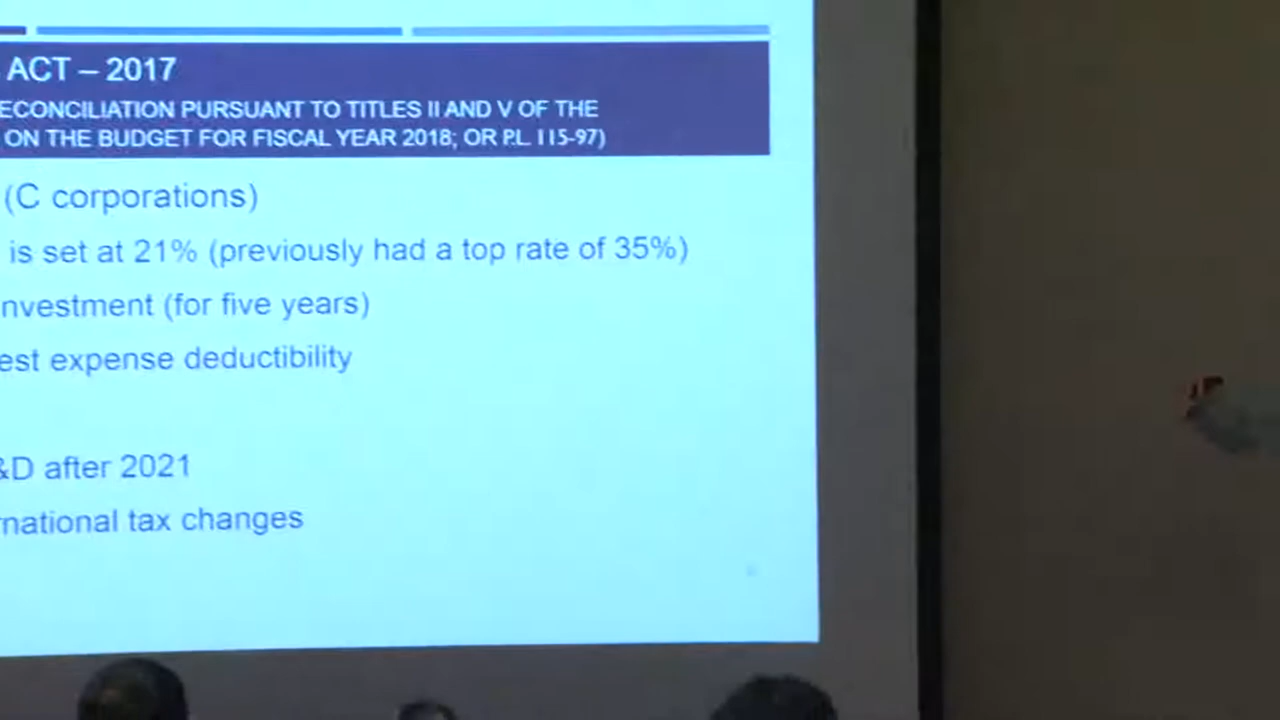 ACT – 2017
ECONCILIATION PURSUANT TO TITLES II AND V OF THE
ON THE BUDGET FOR FISCAL YEAR 2018; OR P.L. 115-97)
(C corporations)
is set at 21% (previously had a top rate of 35%)
nvestment (for five years)
est expense deductibility
&D after 2021
rnational tax changes